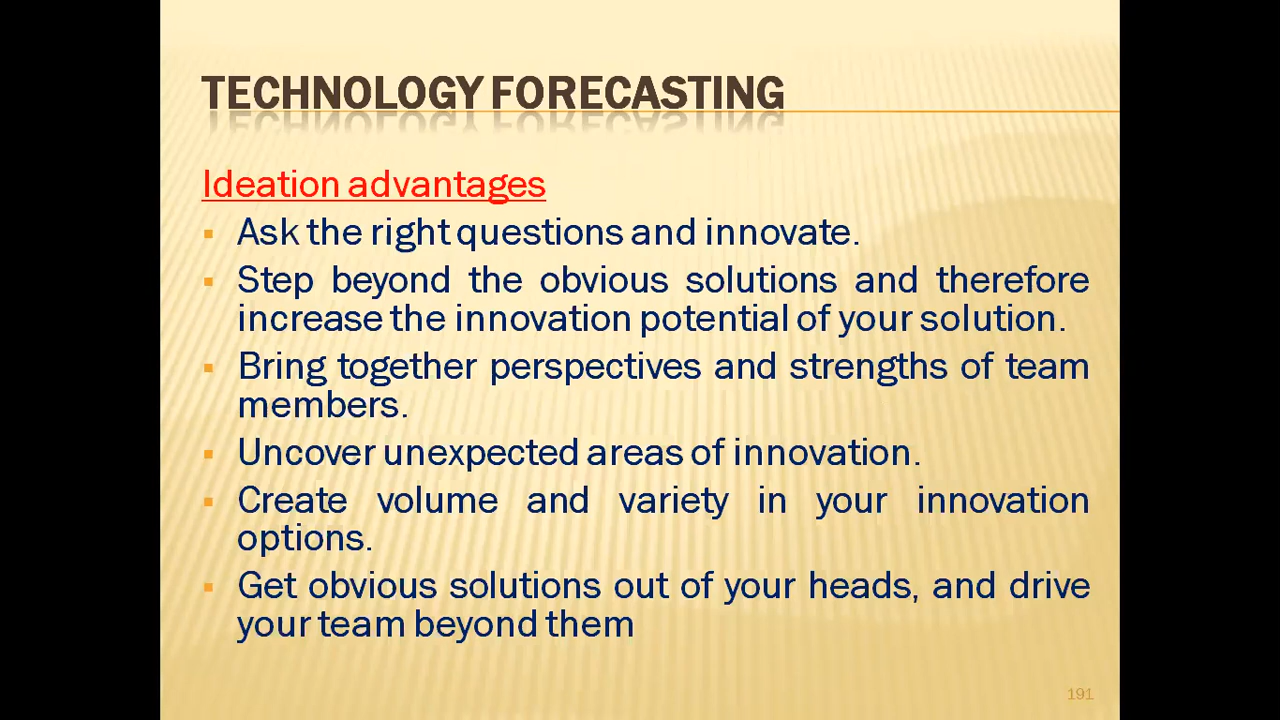 TECHNOLOGY FORECASTING
Ideation advantages
▪ Ask the right questions and innovate.
▪ Step beyond the obvious solutions and therefore
increase the innovation potential of your solution.
▪ Bring together perspectives and strengths of team
members.
▪ Uncover unexpected areas of innovation.
▪ Create volume and variety in your innovation
options.
▪ Get obvious solutions out of your heads, and drive
your team beyond them
191